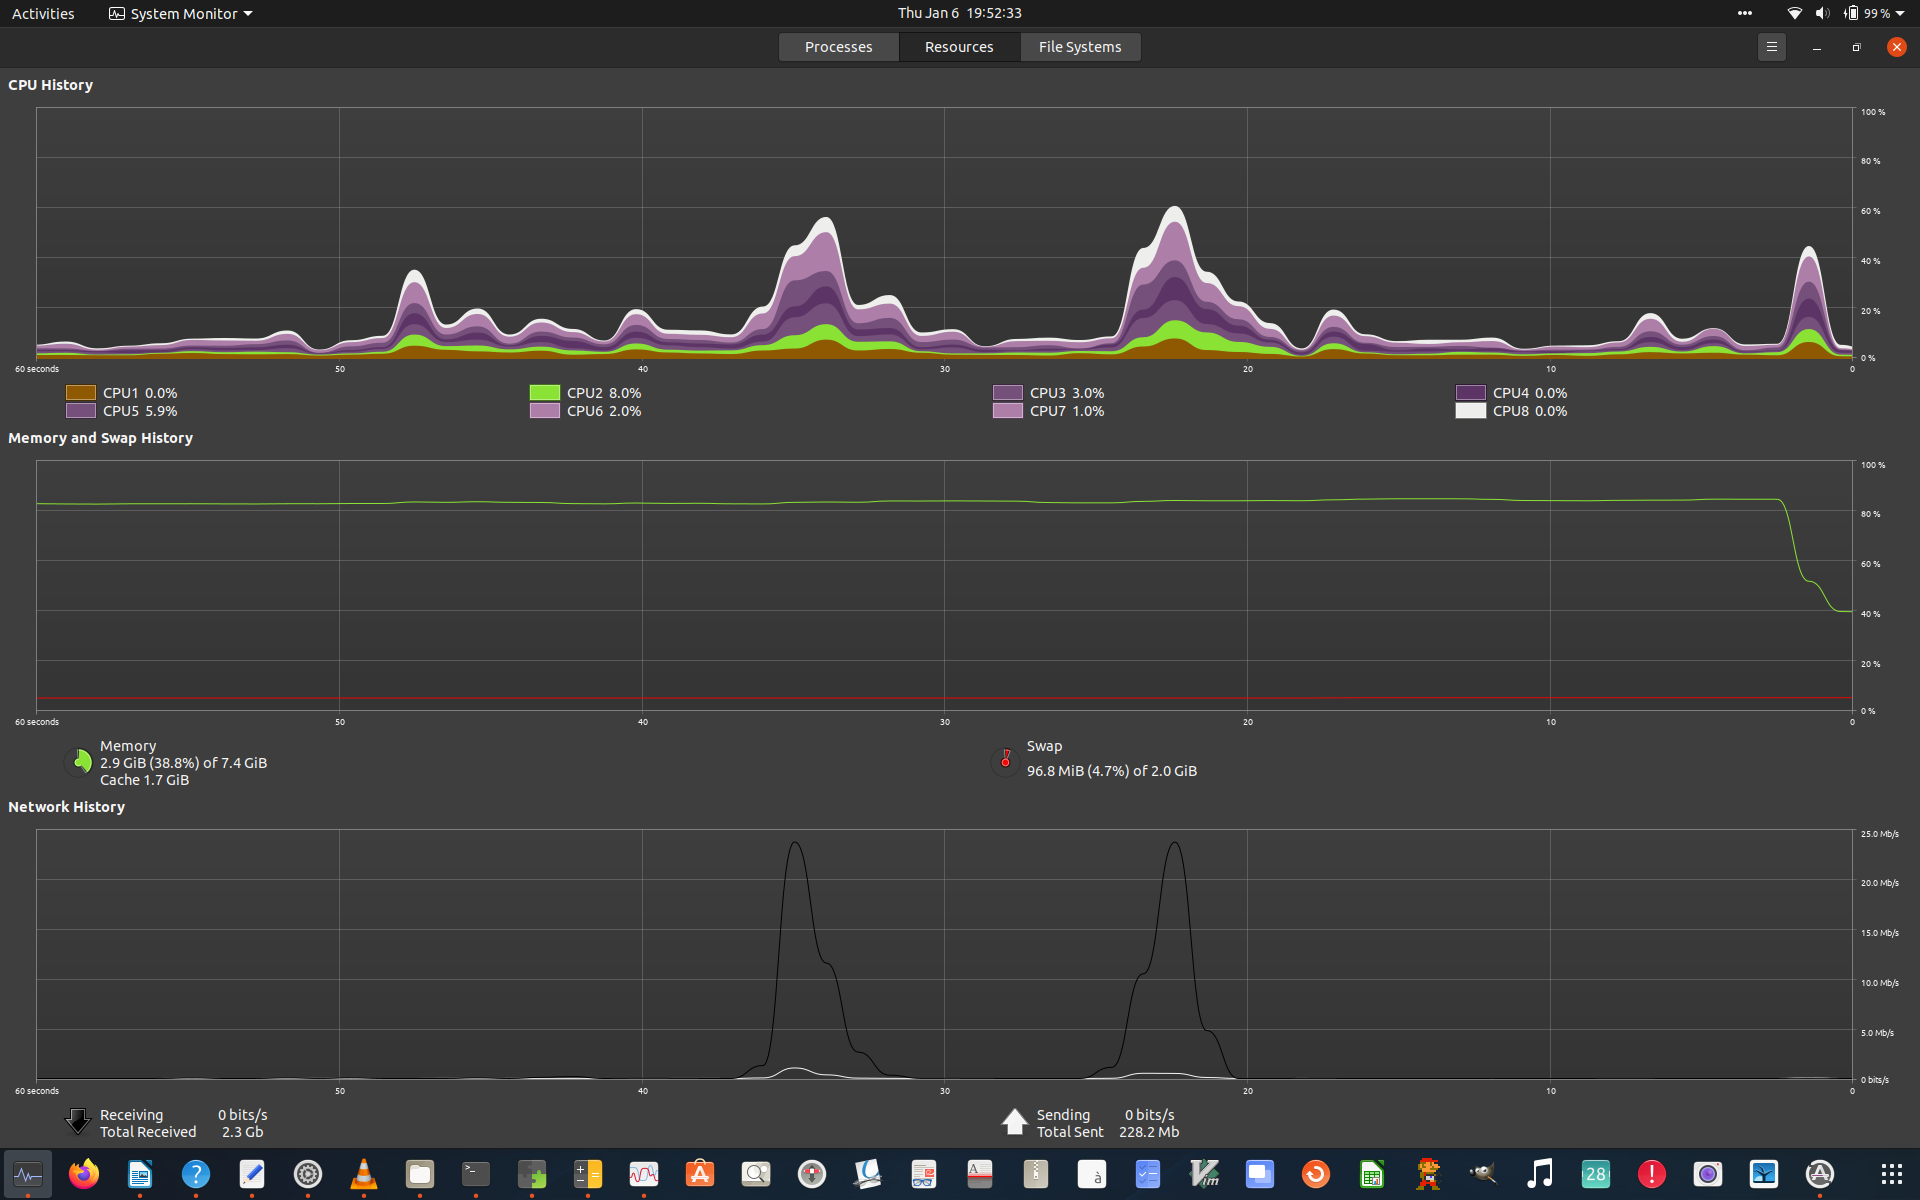 Activities
System Monitor
Thu Jan 6 19:52:33
99 %
Processes
Resources
File Systems
CPU History
100 %
80 %
60 %
40 %
20 %
0 %
60 seconds 50 40 30 20 10 0
CPU1 0.0% CPU2 8.0% CPU3 3.0% CPU4 0.0%
CPU5 5.9% CPU6 2.0% CPU7 1.0% CPU8 0.0%
Memory and Swap History
100 %
80 %
60 %
40 %
20 %
0 %
60 seconds 50 40 30 20 10 0
Memory
2.9 GiB (38.8%) of 7.4 GiB
Cache 1.7 GiB
Swap
96.8 MiB (4.7%) of 2.0 GiB
Network History
25.0 Mb/s
20.0 Mb/s
15.0 Mb/s
10.0 Mb/s
5.0 Mb/s
0 bits/s
60 seconds 50 40 30 20 10 0
Receiving 0 bits/s
Total Received 2.3 Gb
Sending 0 bits/s
Total Sent 228.2 Mb
?
>_
A
à
Vim
28
!